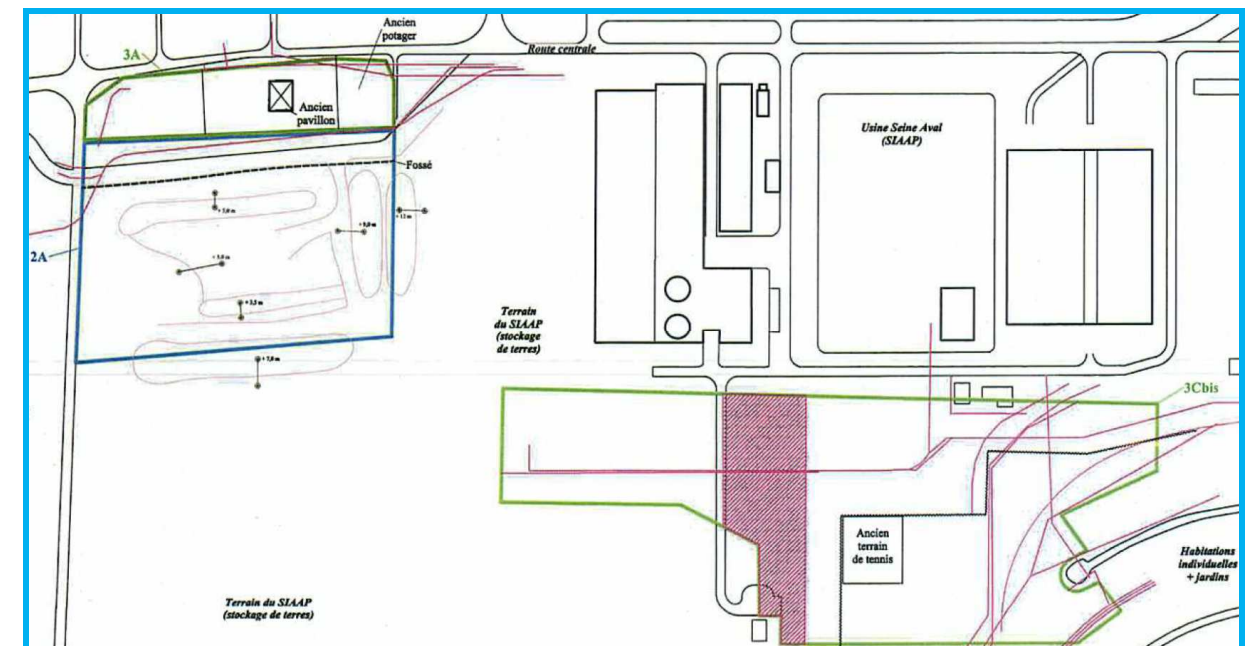 Ancien
potager
3A
Route centrale
Ancien
pavillon
Usine Seine Aval
(SIAAP)
Fossé
+ 12 m
2A
Terrain
du SIAAP
(stockage
de terres)
3Cbis
Ancien
terrain
de tennis
Habitations
individuelles
+ jardins
Terrain du SIAAP
(stockage de terres)